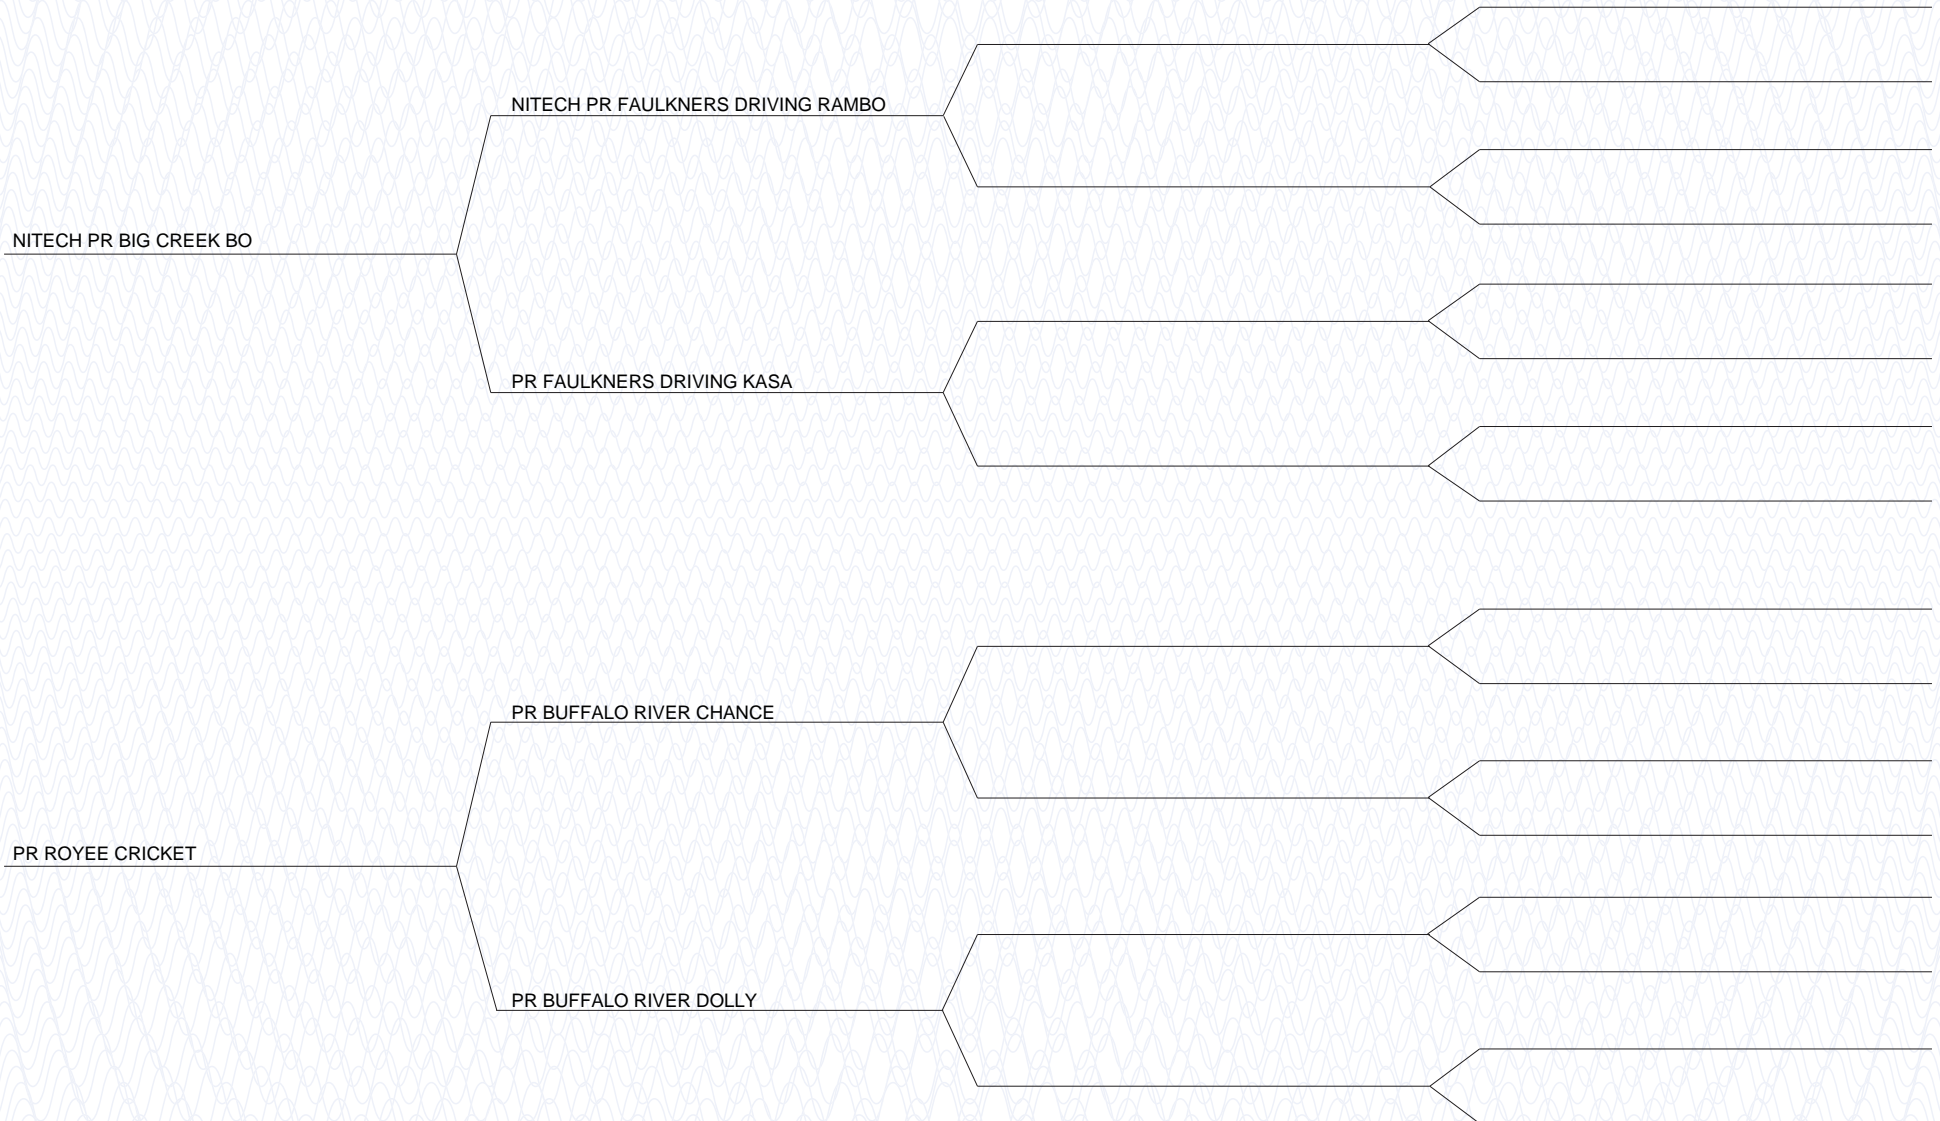 NITECH PR FAULKNERS DRIVING RAMBO
NITECH PR BIG CREEK BO
PR FAULKNERS DRIVING KASA
PR BUFFALO RIVER CHANCE
PR ROYEE CRICKET
PR BUFFALO RIVER DOLLY